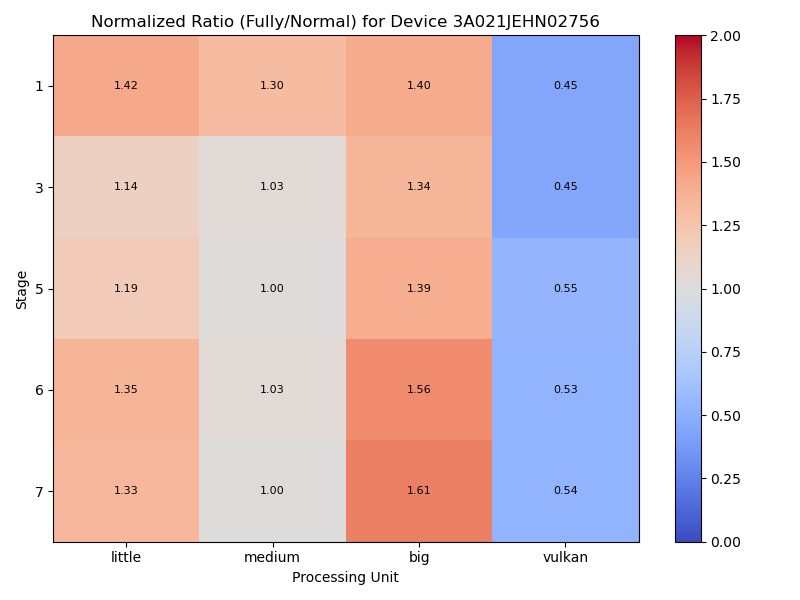 Normalized Ratio (Fully/Normal) for Device 3A021JEHN02756
Stage
1 1.42 1.30 1.40 0.45
3 1.14 1.03 1.34 0.45
5 1.19 1.00 1.39 0.55
6 1.35 1.03 1.56 0.53
7 1.33 1.00 1.61 0.54
little medium big vulkan
Processing Unit
2.00
1.75
1.50
1.25
1.00
0.75
0.50
0.25
0.00